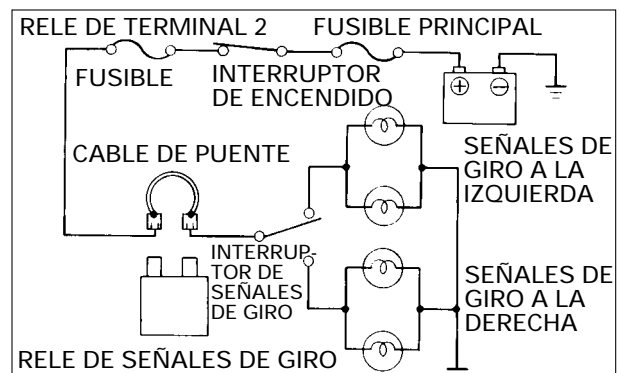 RELE DE TERMINAL 2
FUSIBLE PRINCIPAL
FUSIBLE
INTERRUPTOR
DE ENCENDIDO
CABLE DE PUENTE
SEÑALES DE
GIRO A LA
IZQUIERDA
INTERRUP-
TOR DE
SEÑALES
DE GIRO
SEÑALES DE
GIRO A LA
DERECHA
RELE DE SEÑALES DE GIRO